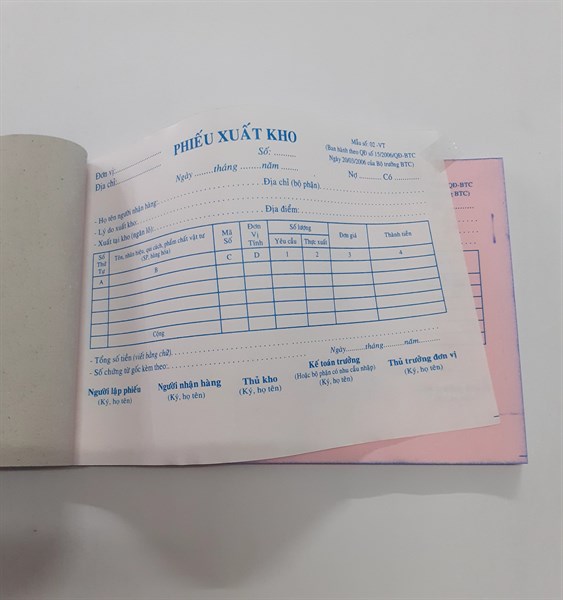 PHIẾU XUẤT KHO
Mẫu số: 02 -VT
(Ban hành theo QĐ số 15/2006/QĐ-BTC
Ngày 20/03/2006 của Bộ trưởng BTC)
Đơn vị:
Địa chỉ:
Số: .........
Ngày ........tháng ........năm ........
Nợ .......... Có ..........
- Họ tên người nhận hàng: ........ Địa chỉ (bộ phận) ........
- Lý do xuất kho: ........
- Xuất tại kho (ngăn lô): ........ Địa điểm: ........
Số Thứ Tự
Tên, nhãn hiệu, qui cách, phẩm chất vật tư (SP, hàng hóa)
Mã Số
Đơn Vị Tính
Số lượng
Yêu cầu
Thực xuất
Đơn giá
Thành tiền
A B C D 1 2 3 4
Cộng
- Tổng số tiền (viết bằng chữ): ........
- Số chứng từ gốc kèm theo: ........
Ngày........tháng........năm........
Người lập phiếu
(Ký, họ tên)
Người nhận hàng
(Ký, họ tên)
Thủ kho
(Ký, họ tên)
Kế toán trưởng
(Hoặc bộ phận có nhu cầu nhập)
(Ký, họ tên)
Thủ trưởng đơn vị
(Ký, họ tên)
QĐ-BTC
BTC)